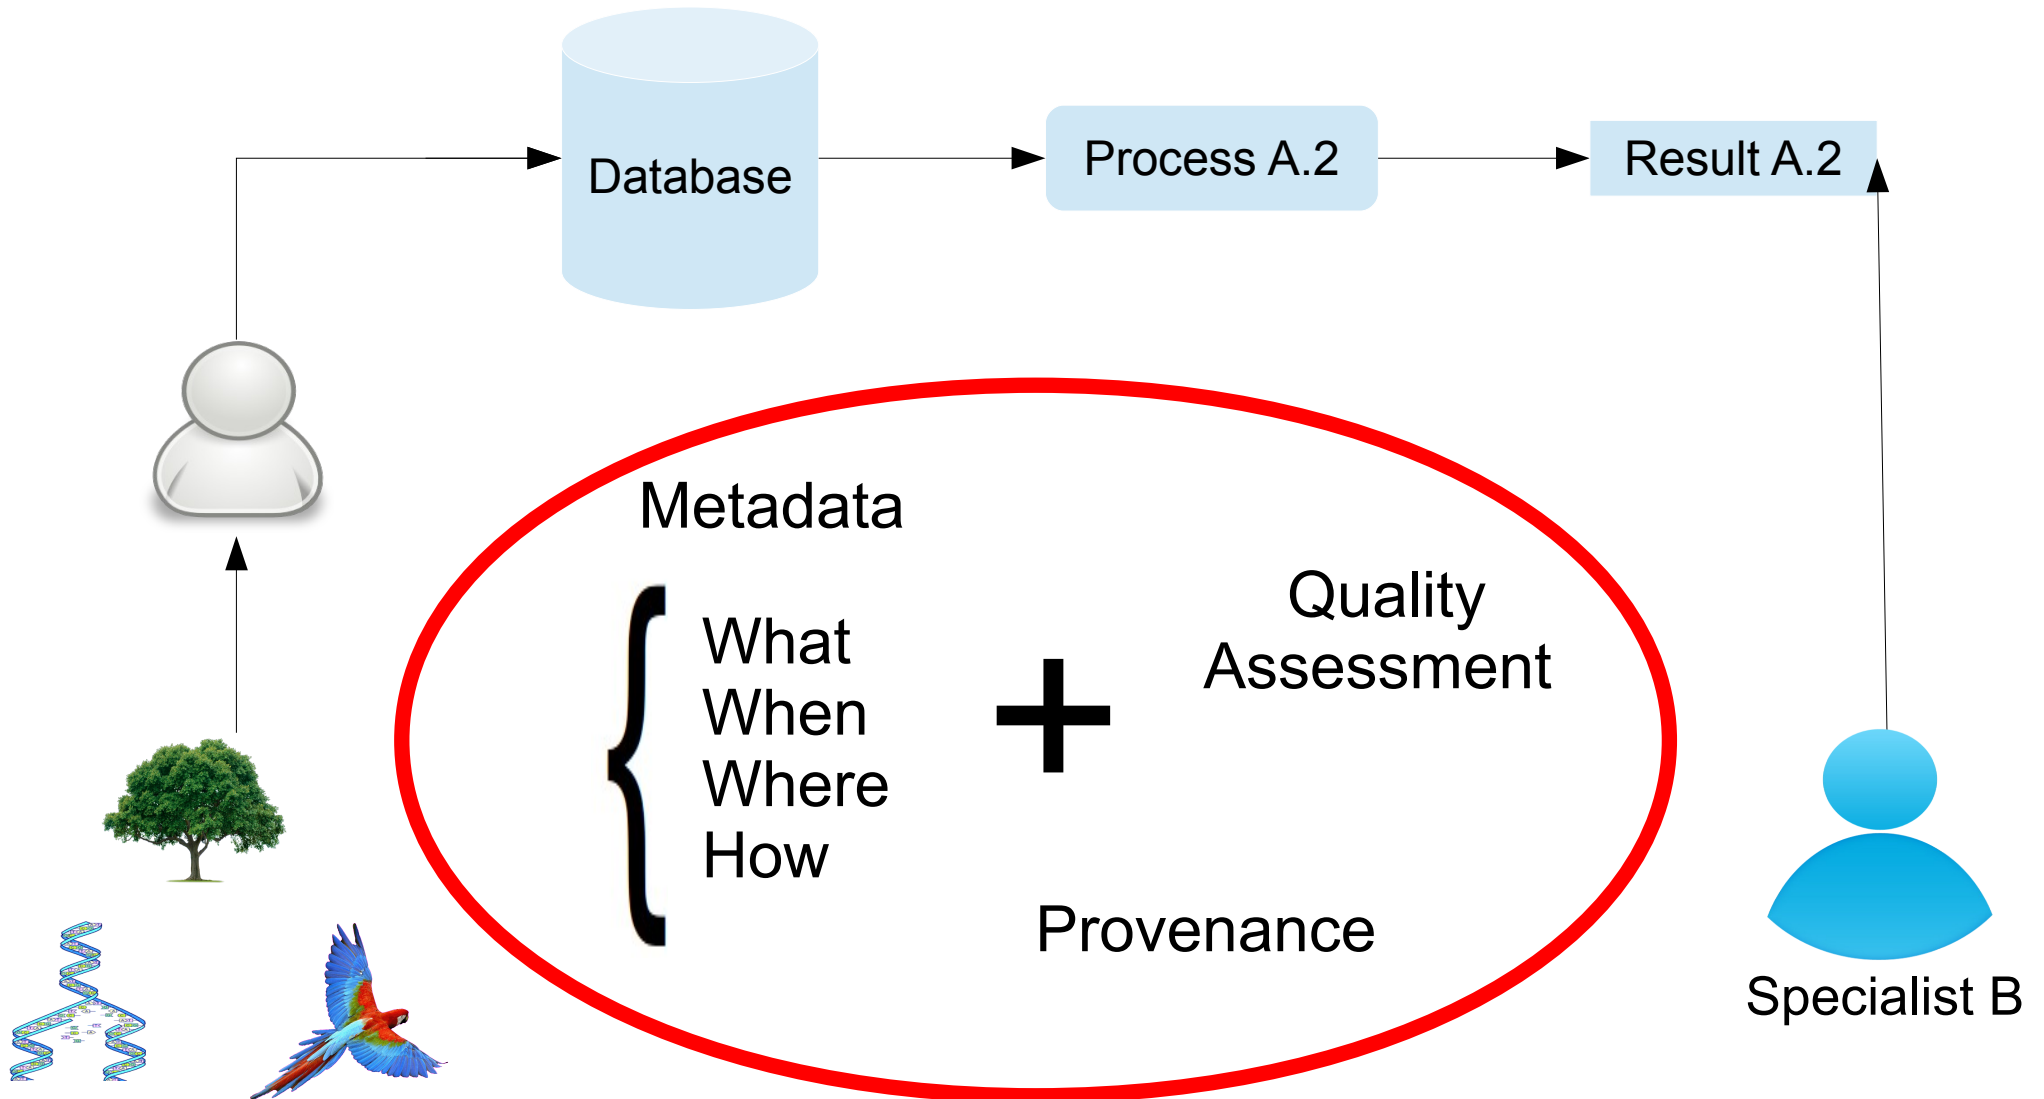 Database
Process A.2
Result A.2
Metadata
What
When
Where
How
Quality
Assessment
Provenance
Specialist B